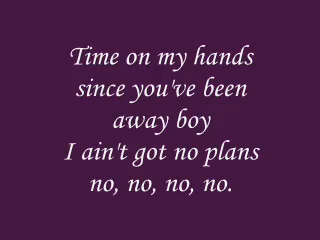 Time on my hands
since you've been
away boy
I ain't got no plans
no, no, no, no.